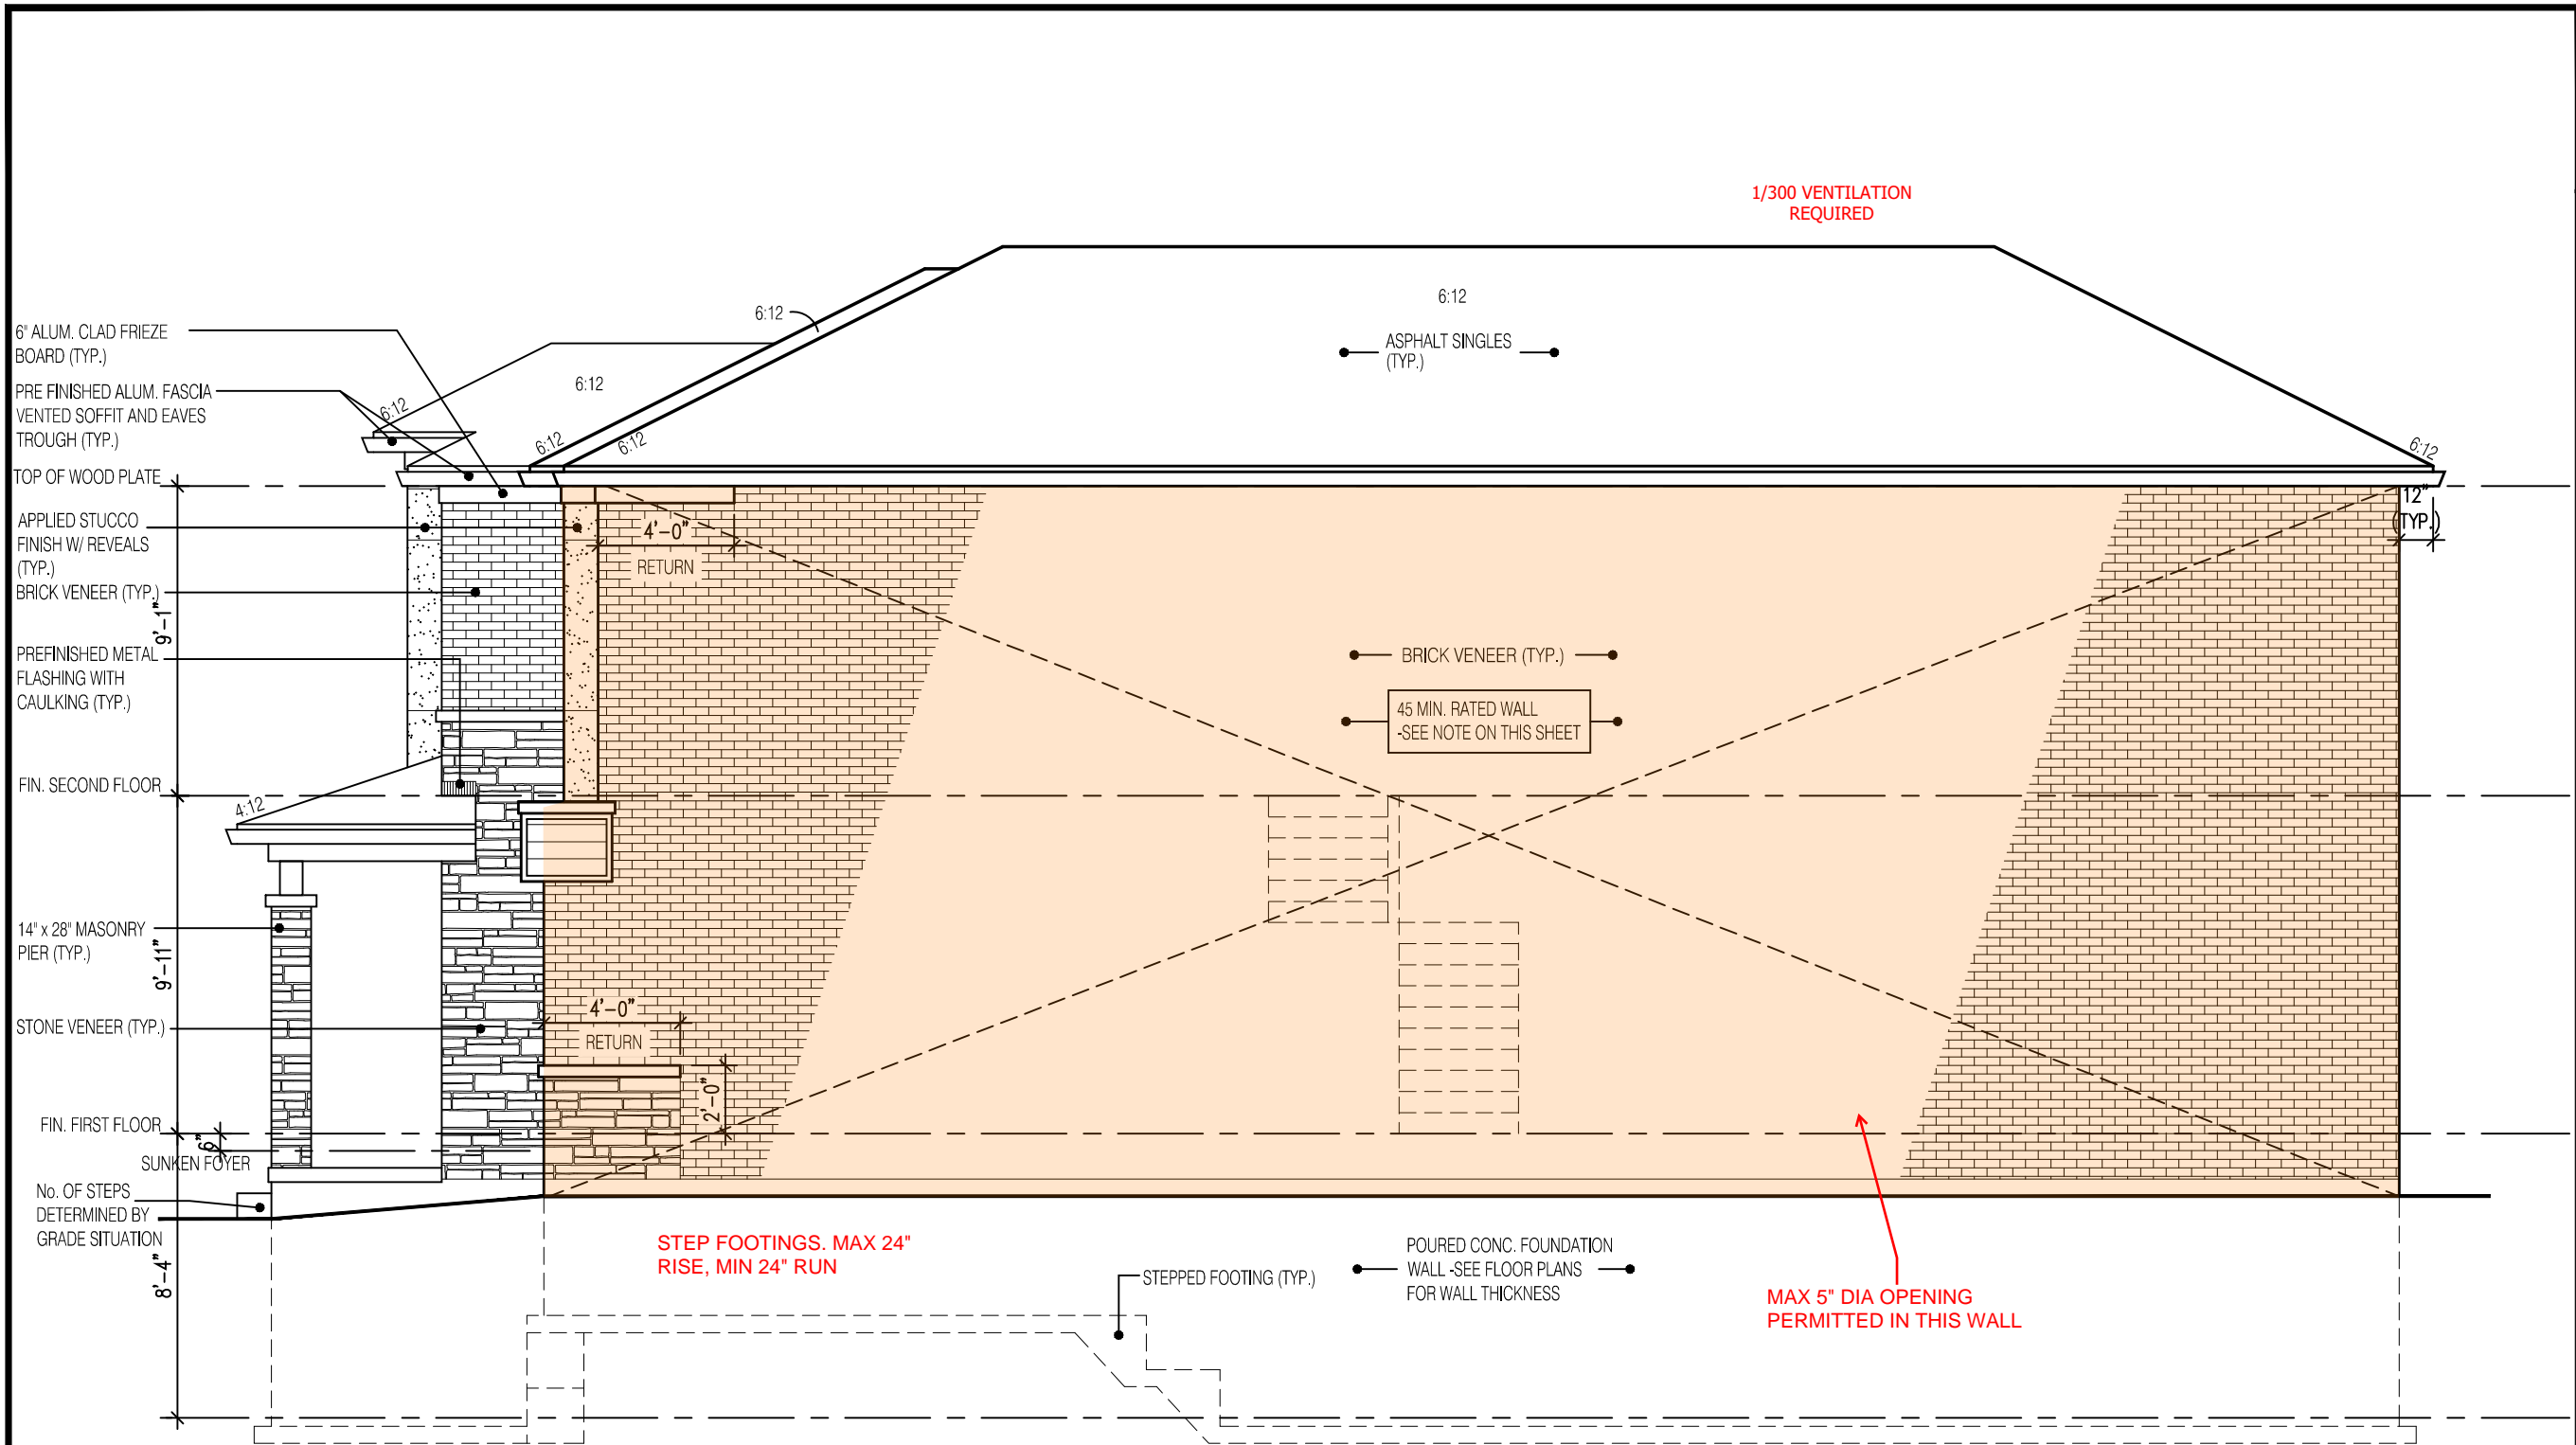 1/300 VENTILATION
REQUIRED
6:12
6:12
ASPHALT SINGLES
(TYP.)
6:12
6:12
6:12
6:12
6:12
6" ALUM. CLAD FRIEZE
BOARD (TYP.)
PRE FINISHED ALUM. FASCIA
VENTED SOFFIT AND EAVES
TROUGH (TYP.)
TOP OF WOOD PLATE
12"
(TYP.)
APPLIED STUCCO
FINISH W/ REVEALS
(TYP.)
BRICK VENEER (TYP.)
4'-0"
RETURN
9'-1"
PREFINISHED METAL
FLASHING WITH
CAULKING (TYP.)
BRICK VENEER (TYP.)
45 MIN. RATED WALL
-SEE NOTE ON THIS SHEET
FIN. SECOND FLOOR
4:12
14" x 28" MASONRY
PIER (TYP.)
9'-11"
STONE VENEER (TYP.)
4'-0"
RETURN
2'-0"
FIN. FIRST FLOOR
6"
SUNKEN FOYER
No. OF STEPS
DETERMINED BY
GRADE SITUATION
8'-4"
STEP FOOTINGS. MAX 24"
RISE, MIN 24" RUN
STEPPED FOOTING (TYP.)
POURED CONC. FOUNDATION
WALL -SEE FLOOR PLANS
FOR WALL THICKNESS
MAX 5" DIA OPENING
PERMITTED IN THIS WALL